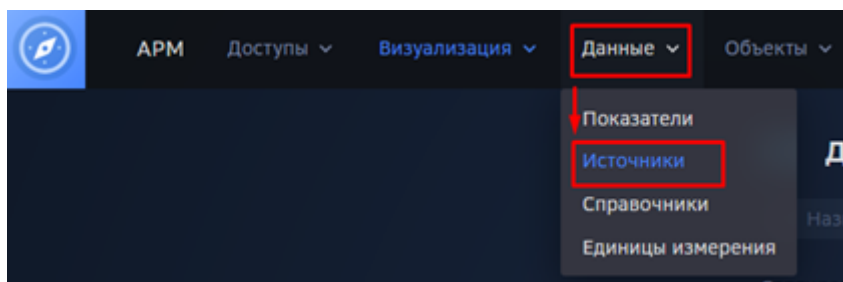 АРМ Доступы Визуализация Данные Объекты
Показатели
Источники
Справочники
Единицы измерения